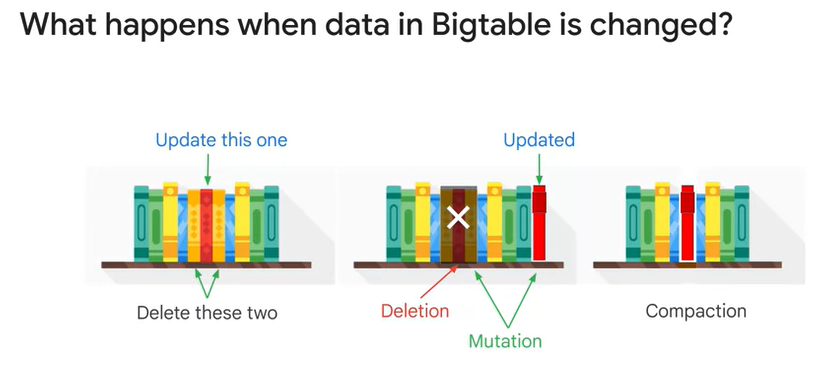 What happens when data in Bigtable is changed?
Update this one
Updated
Delete these two
Deletion
Mutation
Compaction